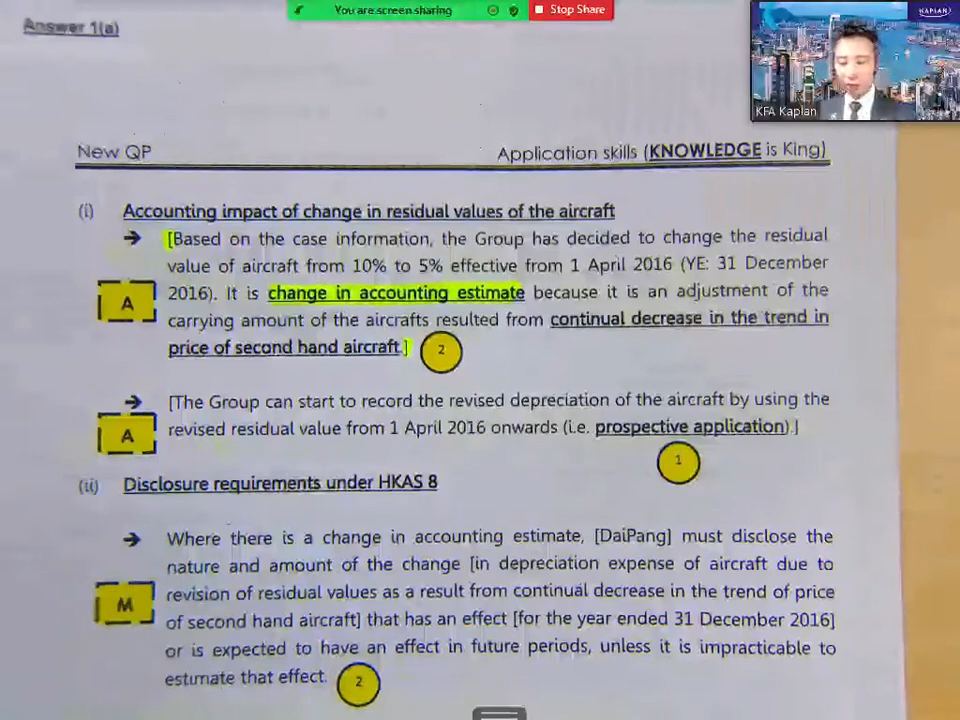 Answer 1(a)
You are screen sharing
Stop Share
KAPLAN
KFA Kaplan
New QP
Application skills (KNOWLEDGE is King)
(i) Accounting impact of change in residual values of the aircraft
→ [Based on the case information, the Group has decided to change the residual
value of aircraft from 10% to 5% effective from 1 April 2016 (YE: 31 December
2016). It is change in accounting estimate because it is an adjustment of the
A
carrying amount of the aircrafts resulted from continual decrease in the trend in
price of second hand aircraft.] 2
→ [The Group can start to record the revised depreciation of the aircraft by using the
A
revised residual value from 1 April 2016 onwards (i.e. prospective application).]
1
(ii) Disclosure requirements under HKAS 8
→ Where there is a change in accounting estimate, [DaiPang] must disclose the
nature and amount of the change [in depreciation expense of aircraft due to
M
revision of residual values as a result from continual decrease in the trend of price
of second hand aircraft] that has an effect [for the year ended 31 December 2016]
or is expected to have an effect in future periods, unless it is impracticable to
estimate that effect. 2